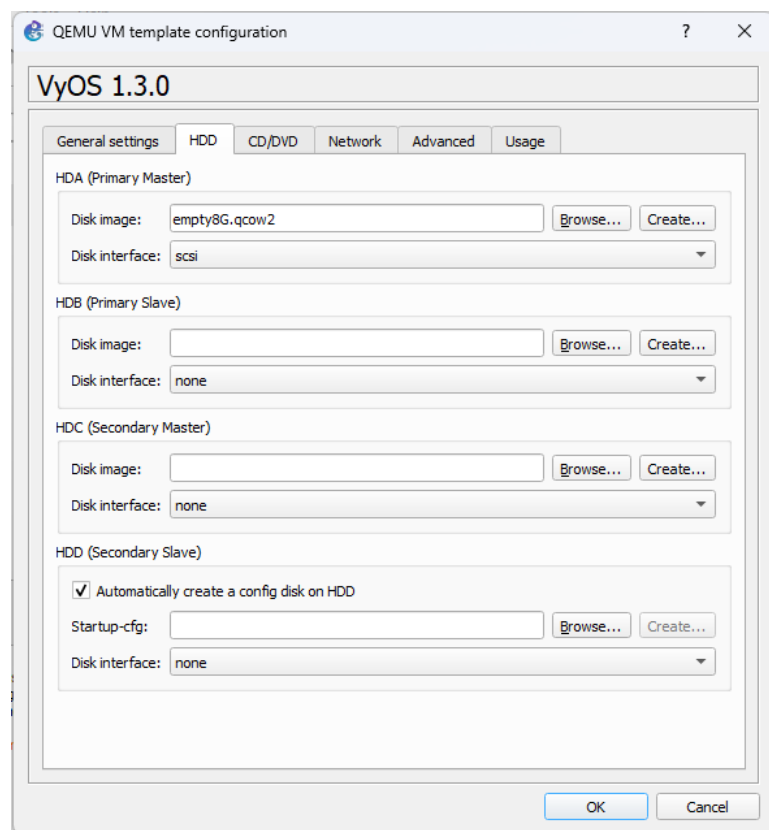 QEMU VM template configuration ? ×
VyOS 1.3.0
General settings HDD CD/DVD Network Advanced Usage
HDA (Primary Master)
Disk image: empty8G.qcow2 Browse... Create...
Disk interface: scsi
HDB (Primary Slave)
Disk image: Browse... Create...
Disk interface: none
HDC (Secondary Master)
Disk image: Browse... Create...
Disk interface: none
HDD (Secondary Slave)
Automatically create a config disk on HDD
Startup-cfg: Browse... Create...
Disk interface: none
OK Cancel